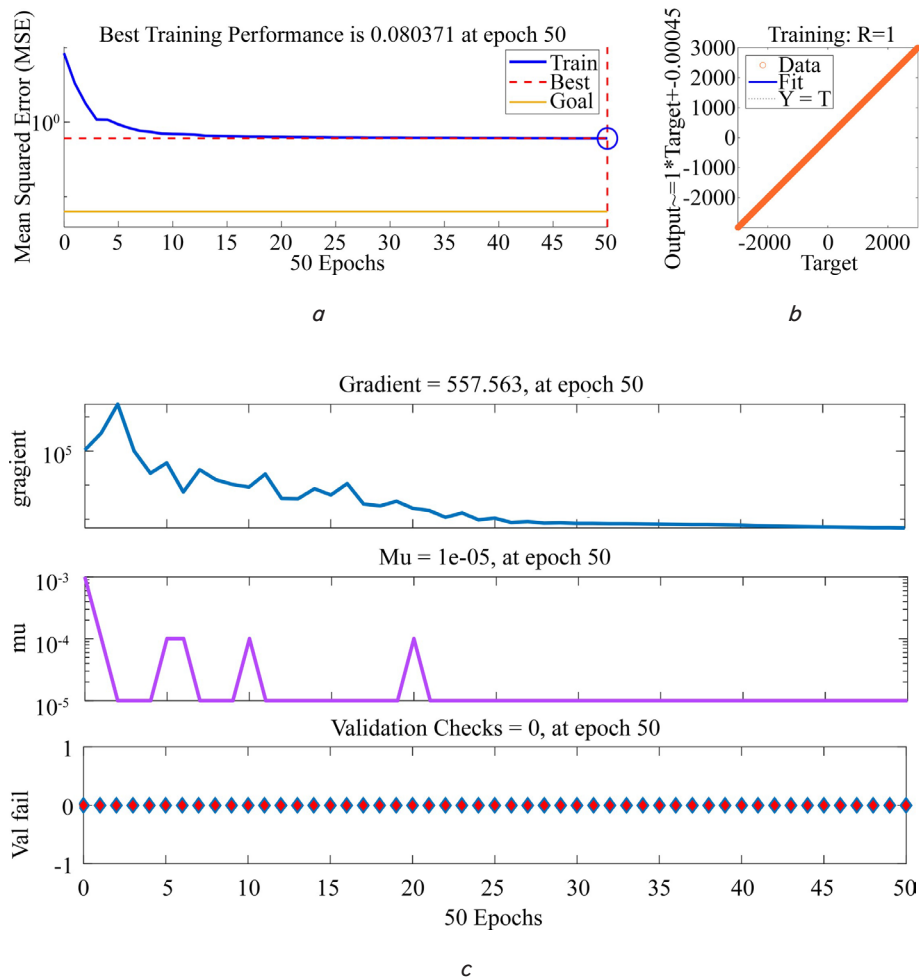 Best Training Performance is 0.080371 at epoch 50
Mean Squared Error (MSE)
10⁰
Train
Best
Goal
0 5 10 15 20 25 30 35 40 45 50
50 Epochs
a
Training: R=1
Output~=1*Target+-0.00045
3000
2000
1000
0
-1000
-2000
Data
Fit
Y = T
-2000 0 2000
Target
b
Gradient = 557.563, at epoch 50
gragient
10⁵
Mu = 1e-05, at epoch 50
mu
10⁻³
10⁻⁴
10⁻⁵
Validation Checks = 0, at epoch 50
Val fail
1
0
-1
0 5 10 15 20 25 30 35 40 45 50
50 Epochs
c